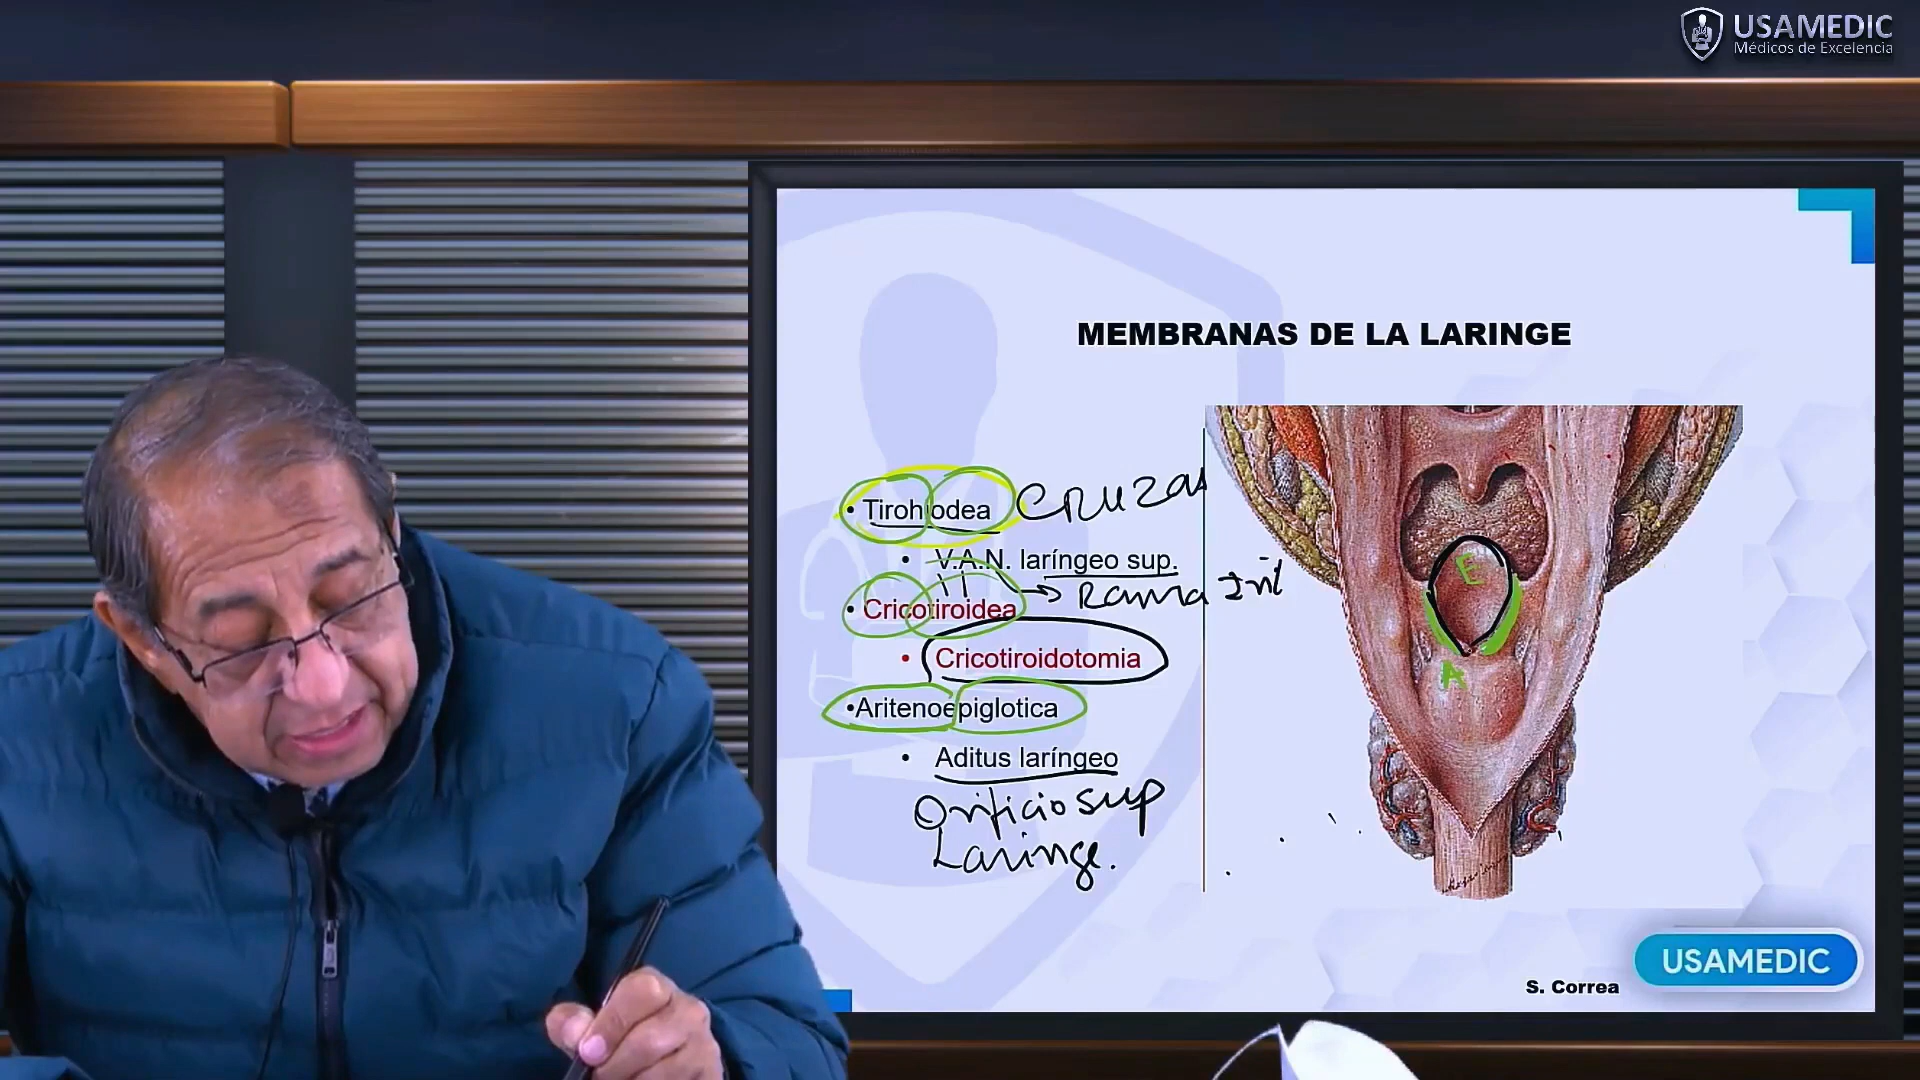 USAMEDIC
Médicos de Excelencia
MEMBRANAS DE LA LARINGE
• Tirohiodea Cruzar
• V.A.N. laríngeo sup.
→ Rama Int
• Cricotiroidea
• Cricotiroidotomia
•Aritenoepiglotica
• Aditus laríngeo
Orificio sup
Laringe.
E
A
USAMEDIC
S. Correa